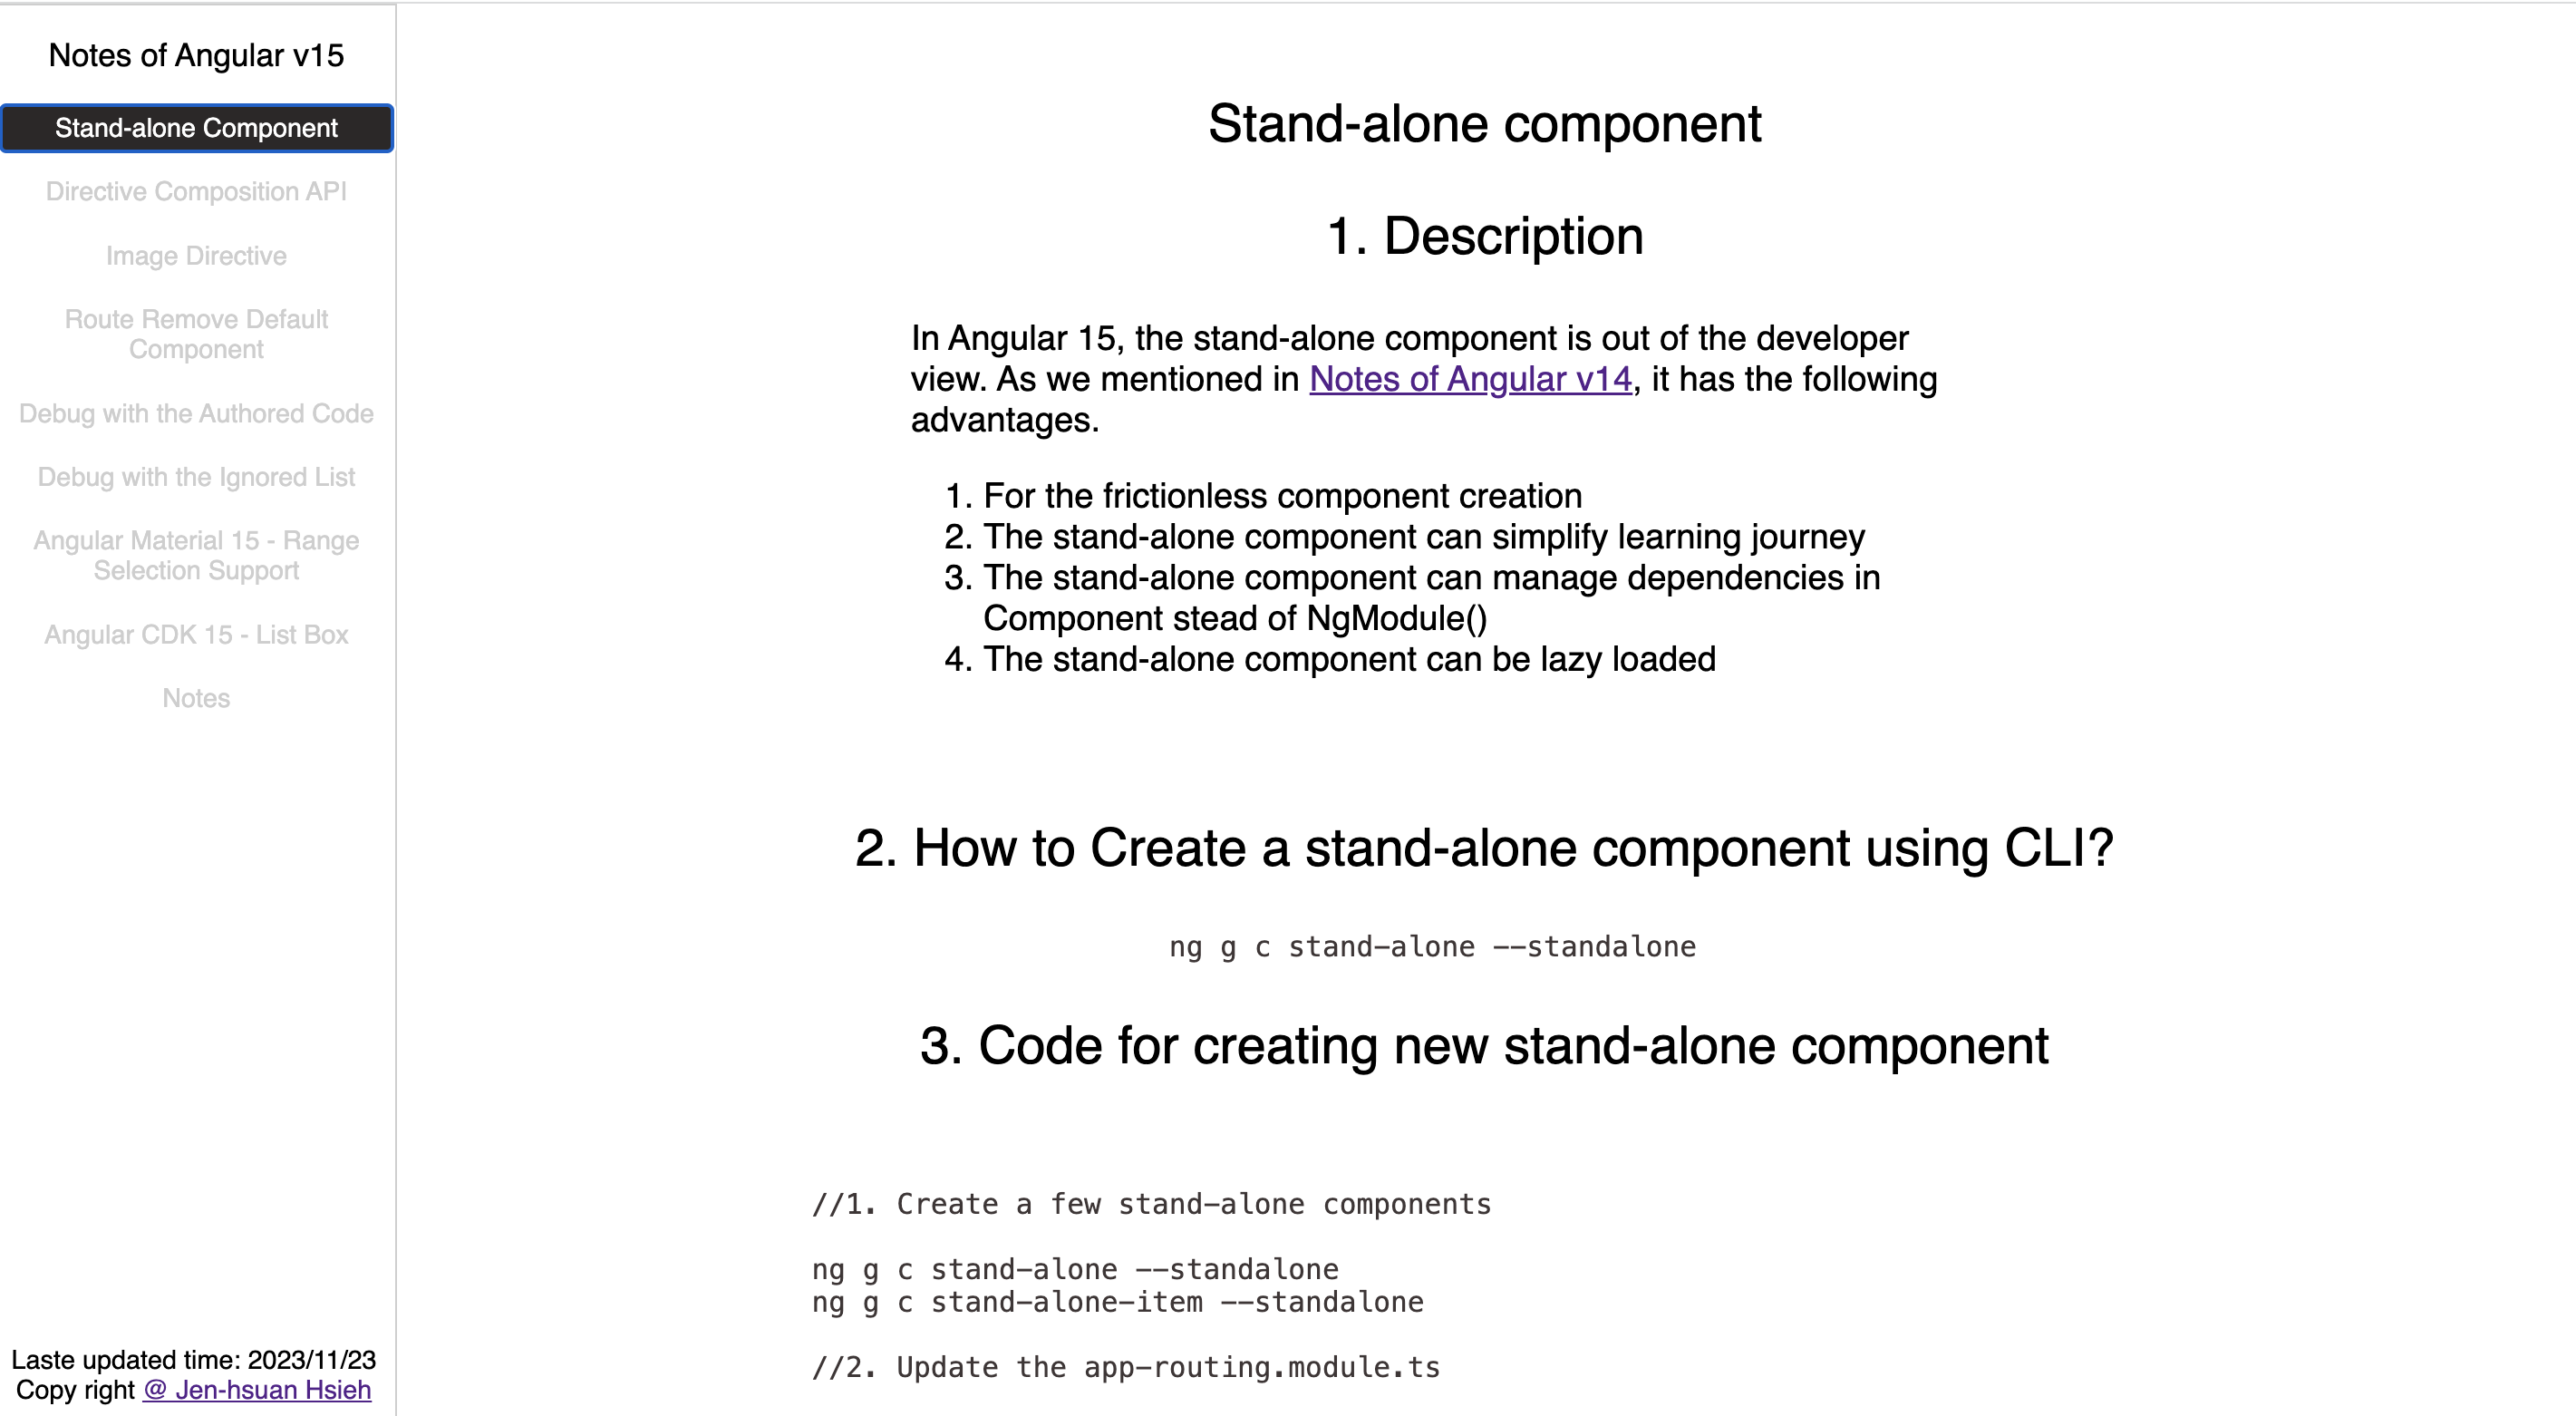 Notes of Angular v15
Stand-alone Component
Directive Composition API
Image Directive
Route Remove Default
Component
Debug with the Authored Code
Debug with the Ignored List
Angular Material 15 - Range
Selection Support
Angular CDK 15 - List Box
Notes
Laste updated time: 2023/11/23
Copy right @ Jen-hsuan Hsieh
Stand-alone component
1. Description
In Angular 15, the stand-alone component is out of the developer
view. As we mentioned in Notes of Angular v14, it has the following
advantages.
1. For the frictionless component creation
2. The stand-alone component can simplify learning journey
3. The stand-alone component can manage dependencies in
Component stead of NgModule()
4. The stand-alone component can be lazy loaded
2. How to Create a stand-alone component using CLI?
ng g c stand-alone --standalone
3. Code for creating new stand-alone component
//1. Create a few stand-alone components
ng g c stand-alone --standalone
ng g c stand-alone-item --standalone
//2. Update the app-routing.module.ts